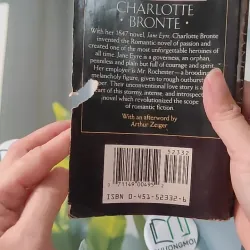 CHARLOTTE
BRONTE
With her 1847 novel, Jane Eyre, Charlotte Bronte
invented the Romantic novel of passion and
created one of the most unforgettable heroines of
all time. Jane Eyre is a governess, an orphan,
penniless and plain but full of courage and spirit.
Her employer is Mr. Rochester—a brooding,
melancholy figure, given to rough outbursts of
temper. Their unconventional love story is at
heart of this stormy, intense, and introspective
novel which revolutionized the scope
of romantic fiction.
With an afterword by
Arthur Zeiger
52332
ISBN 0-451-52332-6